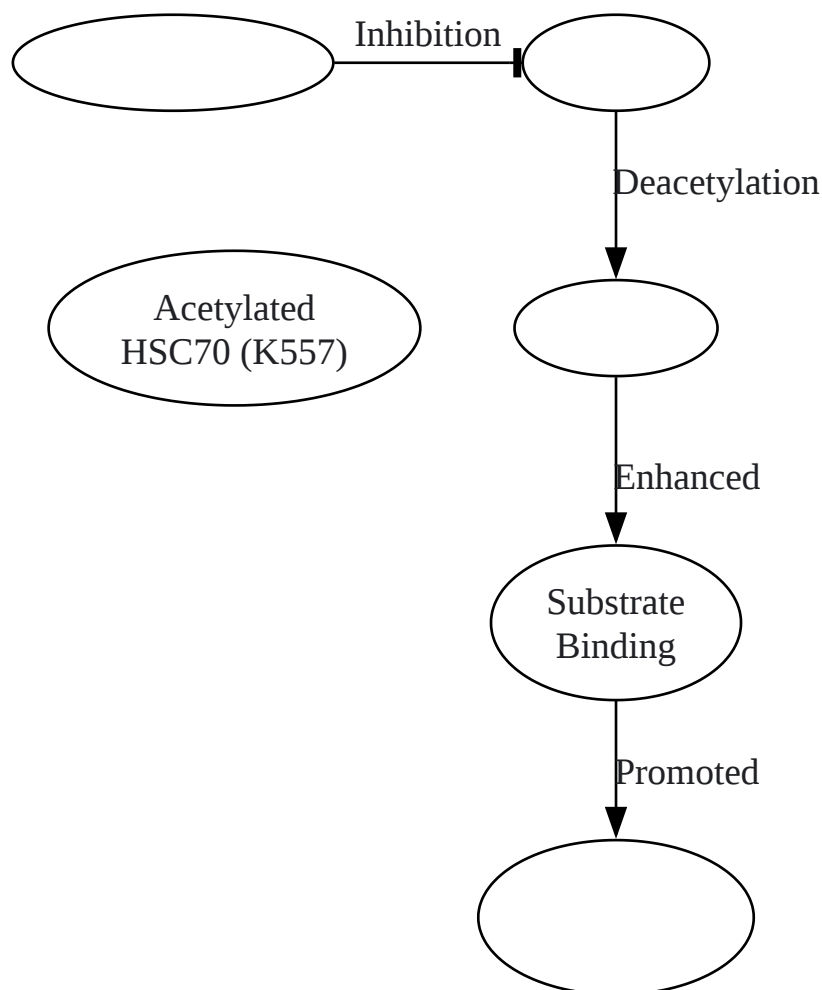 Inhibition
Deacetylation
Acetylated
HSC70 (K557)
Enhanced
Substrate
Binding
Promoted